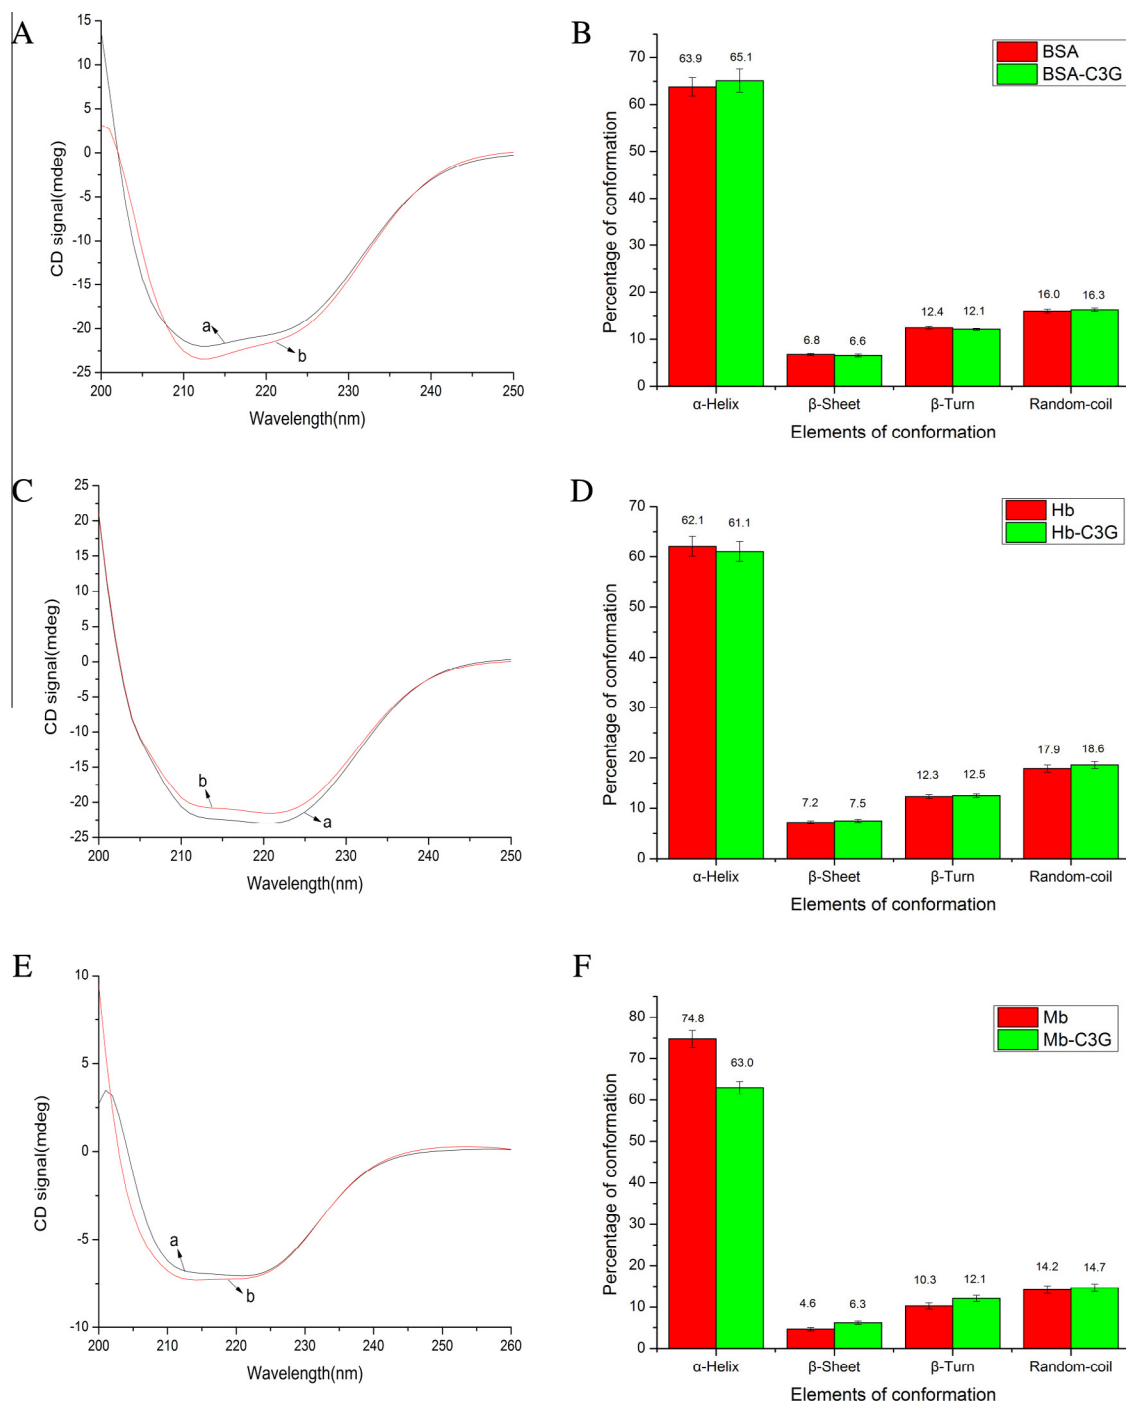 A
15
10
5
0
-5
-10
-15
-20
-25
CD signal(mdeg)
a
b
200 210 220 230 240 250
Wavelength(nm)
B
70
60
50
40
30
20
10
0
Percentage of conformation
BSA
BSA-C3G
63.9 65.1
6.8 6.6
12.4 12.1
16.0 16.3
α-Helix β-Sheet β-Turn Random-coil
Elements of conformation
C
25
20
15
10
5
0
-5
-10
-15
-20
-25
CD signal(mdeg)
b
a
200 210 220 230 240 250
Wavelength(nm)
D
70
60
50
40
30
20
10
0
Percentage of conformation
Hb
Hb-C3G
62.1 61.1
7.2 7.5
12.3 12.5
17.9 18.6
α-Helix β-Sheet β-Turn Random-coil
Elements of conformation
E
10
5
0
-5
-10
CD signal(mdeg)
a
b
200 210 220 230 240 250 260
Wavelength(nm)
F
80
70
60
50
40
30
20
10
0
Percentage of conformation
Mb
Mb-C3G
74.8 63.0
4.6 6.3
10.3 12.1
14.2 14.7
α-Helix β-Sheet β-Turn Random-coil
Elements of conformation